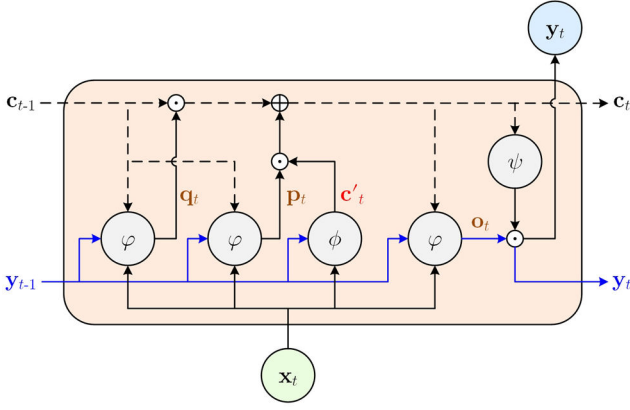 y_t
c_{t-1} ⊙ ⊕ c_t
ψ
⊙
q_t p_t c'_t
o_t
φ φ ϕ φ ⊙
y_{t-1} y_t
x_t